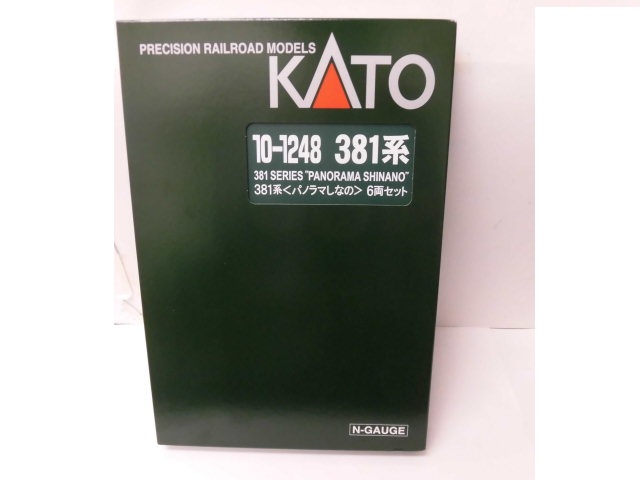 PRECISION RAILROAD MODELS
KATO
10-1248 381系
381 SERIES "PANORAMA SHINANO"
381系<パノラマしなの> 6両セット
N-GAUGE